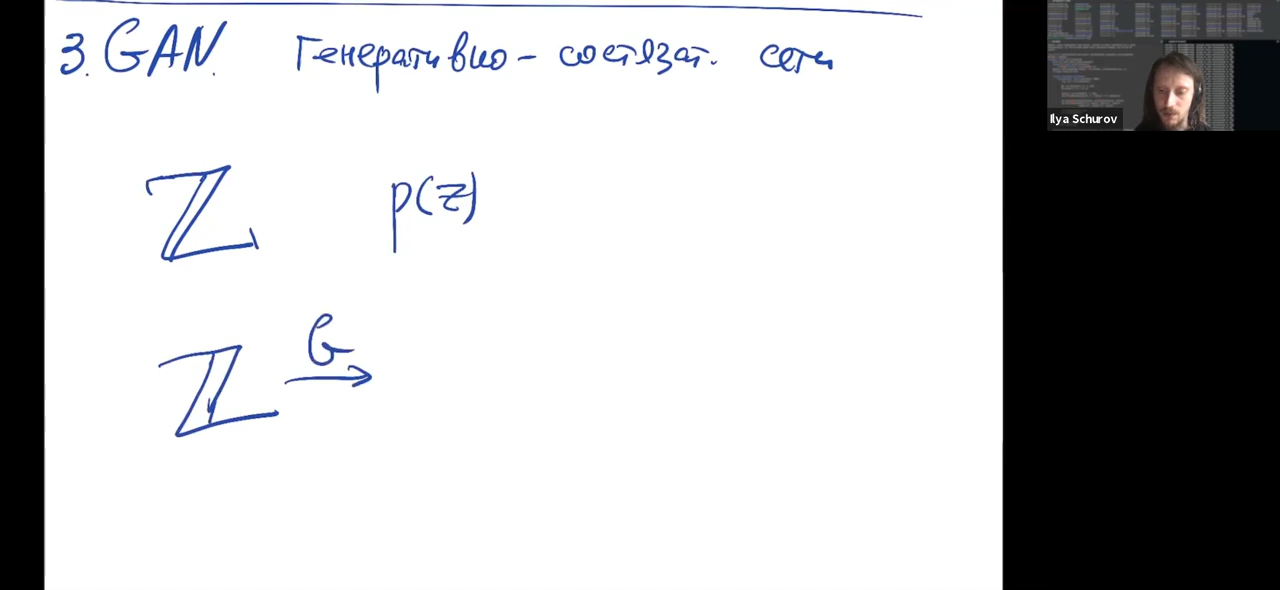 3. GAN. Генеративно - состязат. сети
ℤ p(z)
ℤ G →
Ilya Schurov